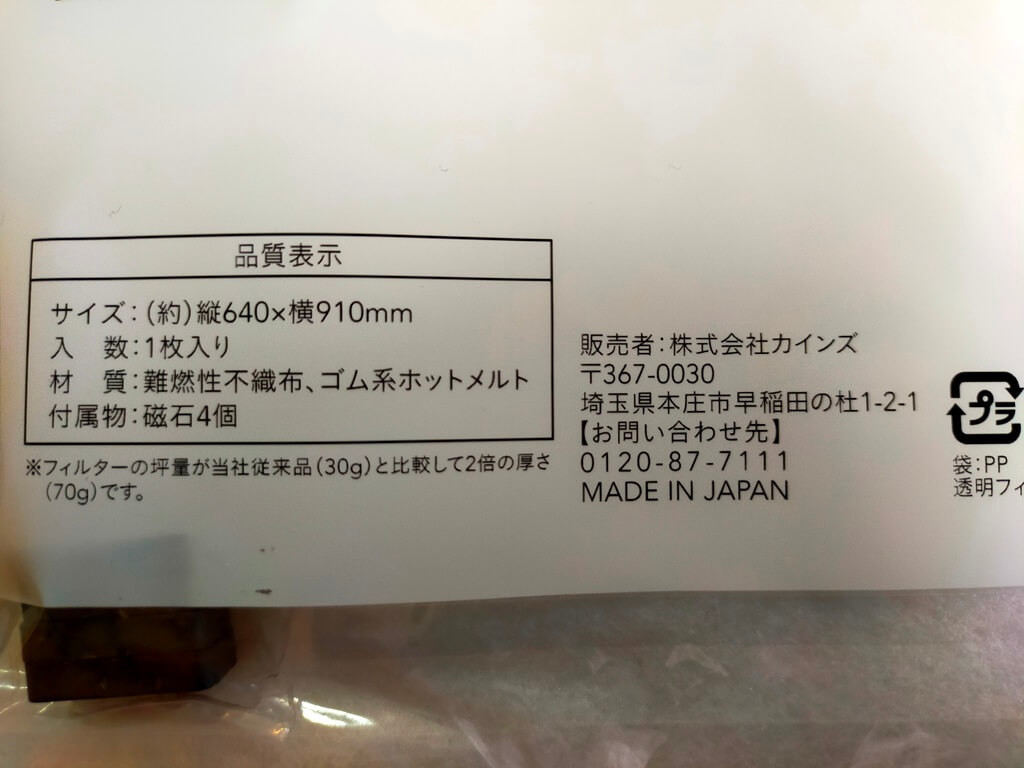 品質表示
サイズ：（約）縦640×横910mm
入　数：1枚入り
材　質：難燃性不織布、ゴム系ホットメルト
付属物：磁石4個
※フィルターの坪量が当社従来品（30g）と比較して2倍の厚さ
（70g）です。
販売者：株式会社カインズ
〒367-0030
埼玉県本庄市早稲田の杜1-2-1
【お問い合わせ先】
0120-87-7111
MADE IN JAPAN
プラ
袋：PP
透明フィ